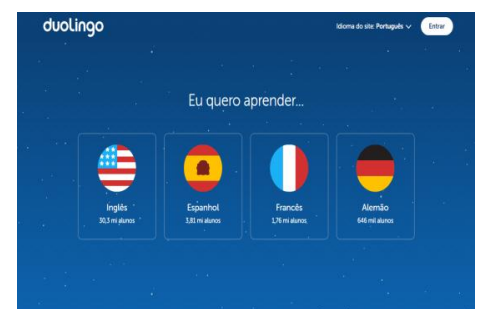 duolingo
Idioma do site: Português
Entrar
Eu quero aprender...
Inglês
30,3 mi alunos
Espanhol
3,81 mi alunos
Francês
1,76 mi alunos
Alemão
646 mil alunos